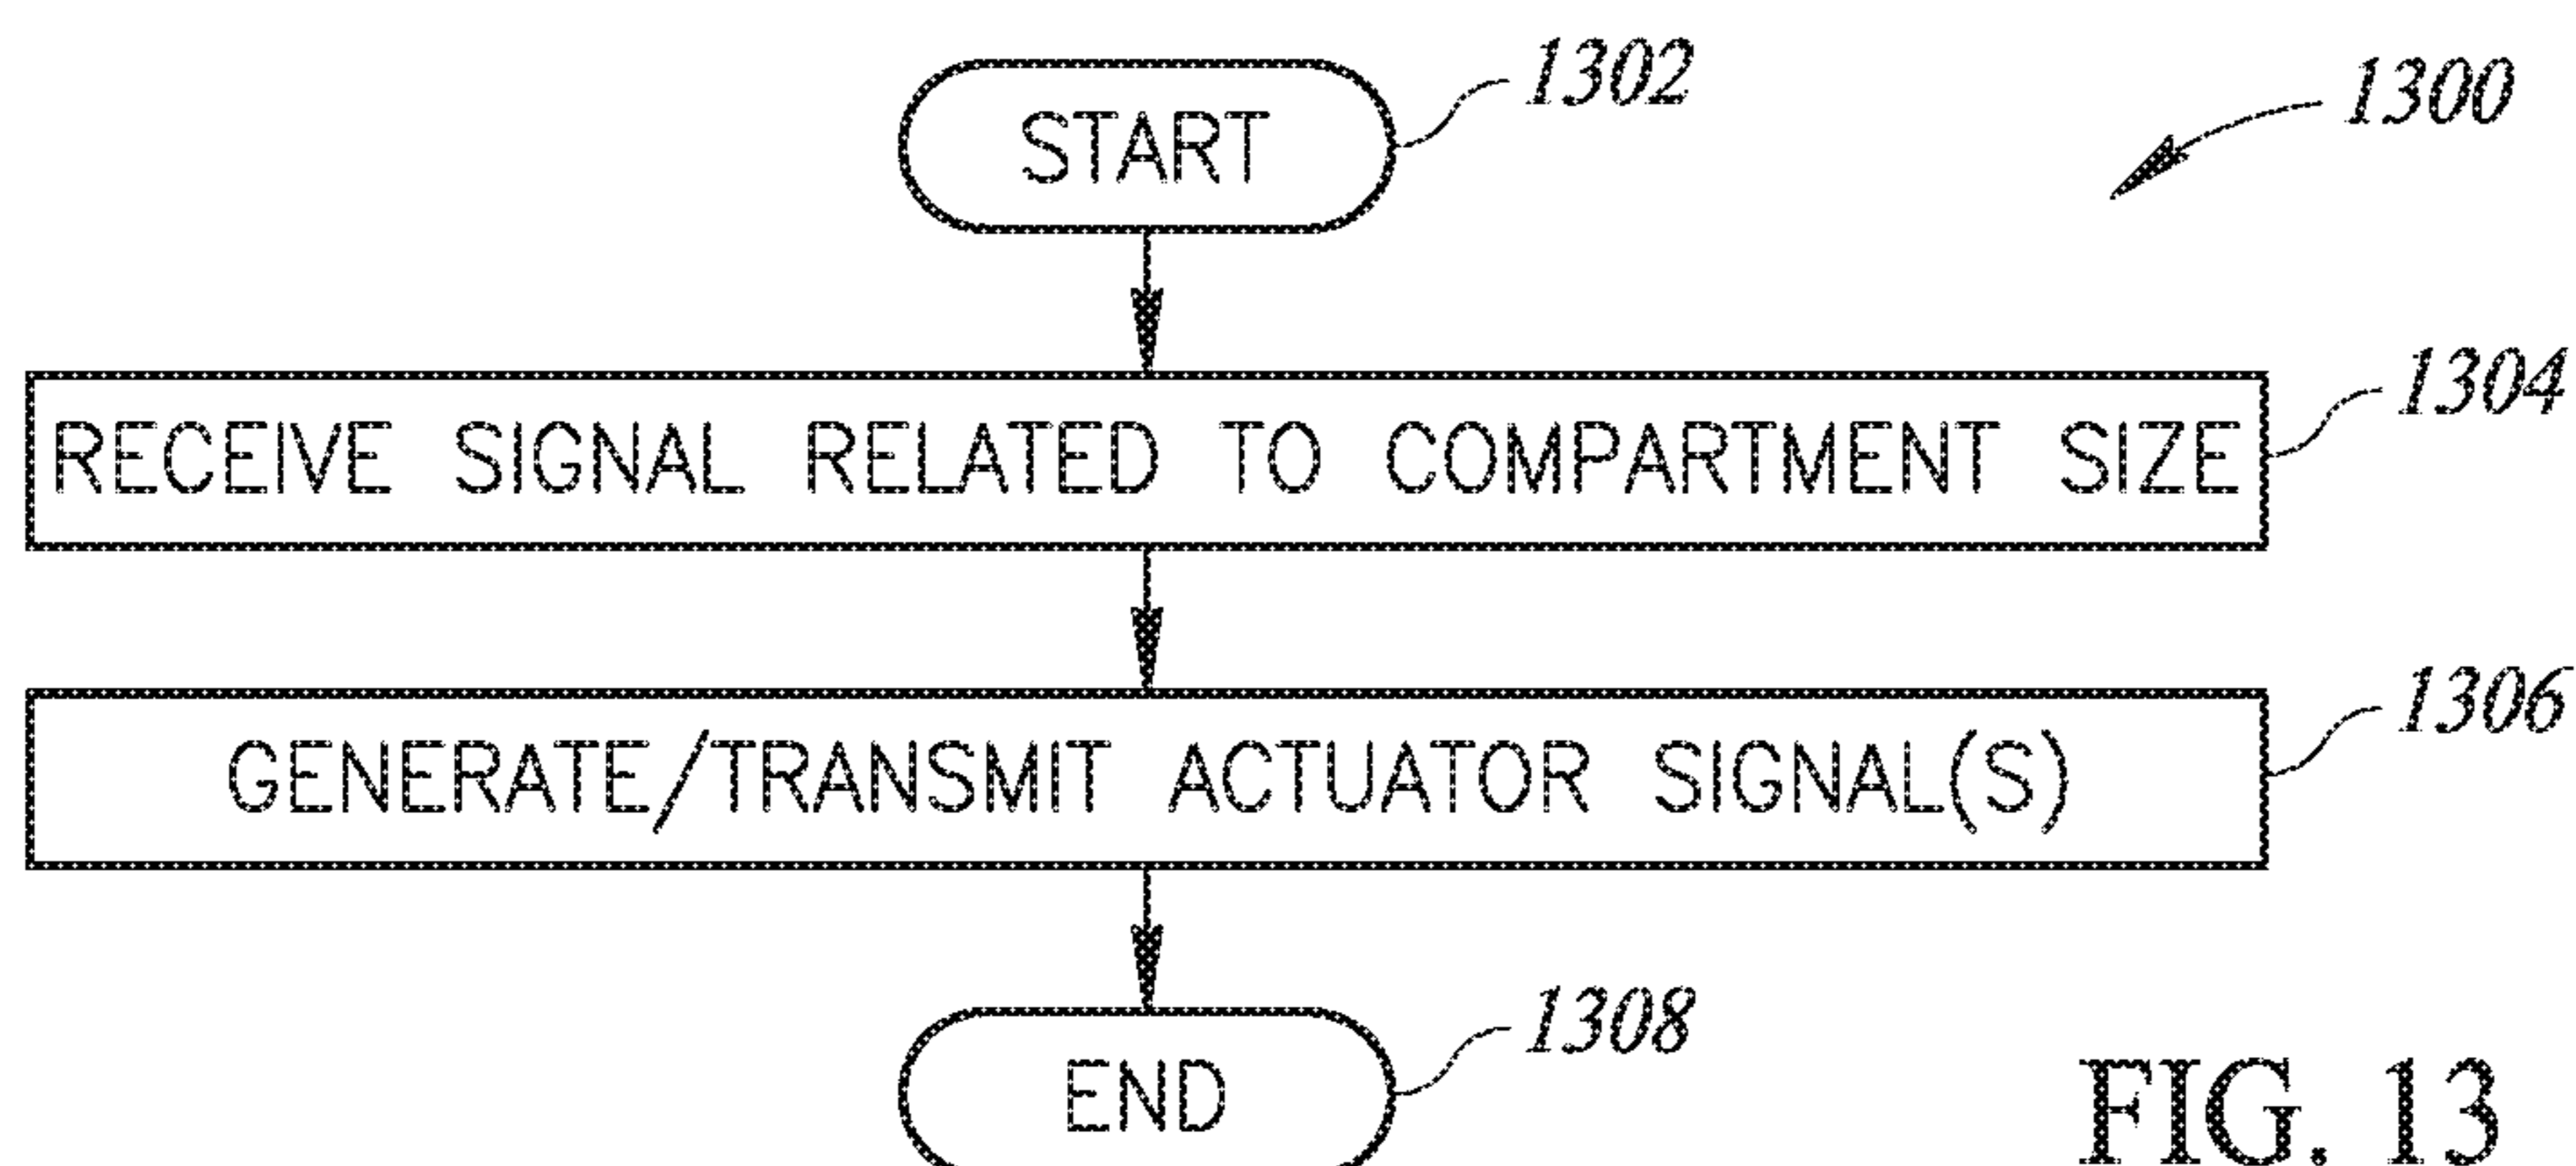 START
1302
1300
RECEIVE SIGNAL RELATED TO COMPARTMENT SIZE
1304
GENERATE/TRANSMIT ACTUATOR SIGNAL(S)
1306
END
1308
FIG. 13